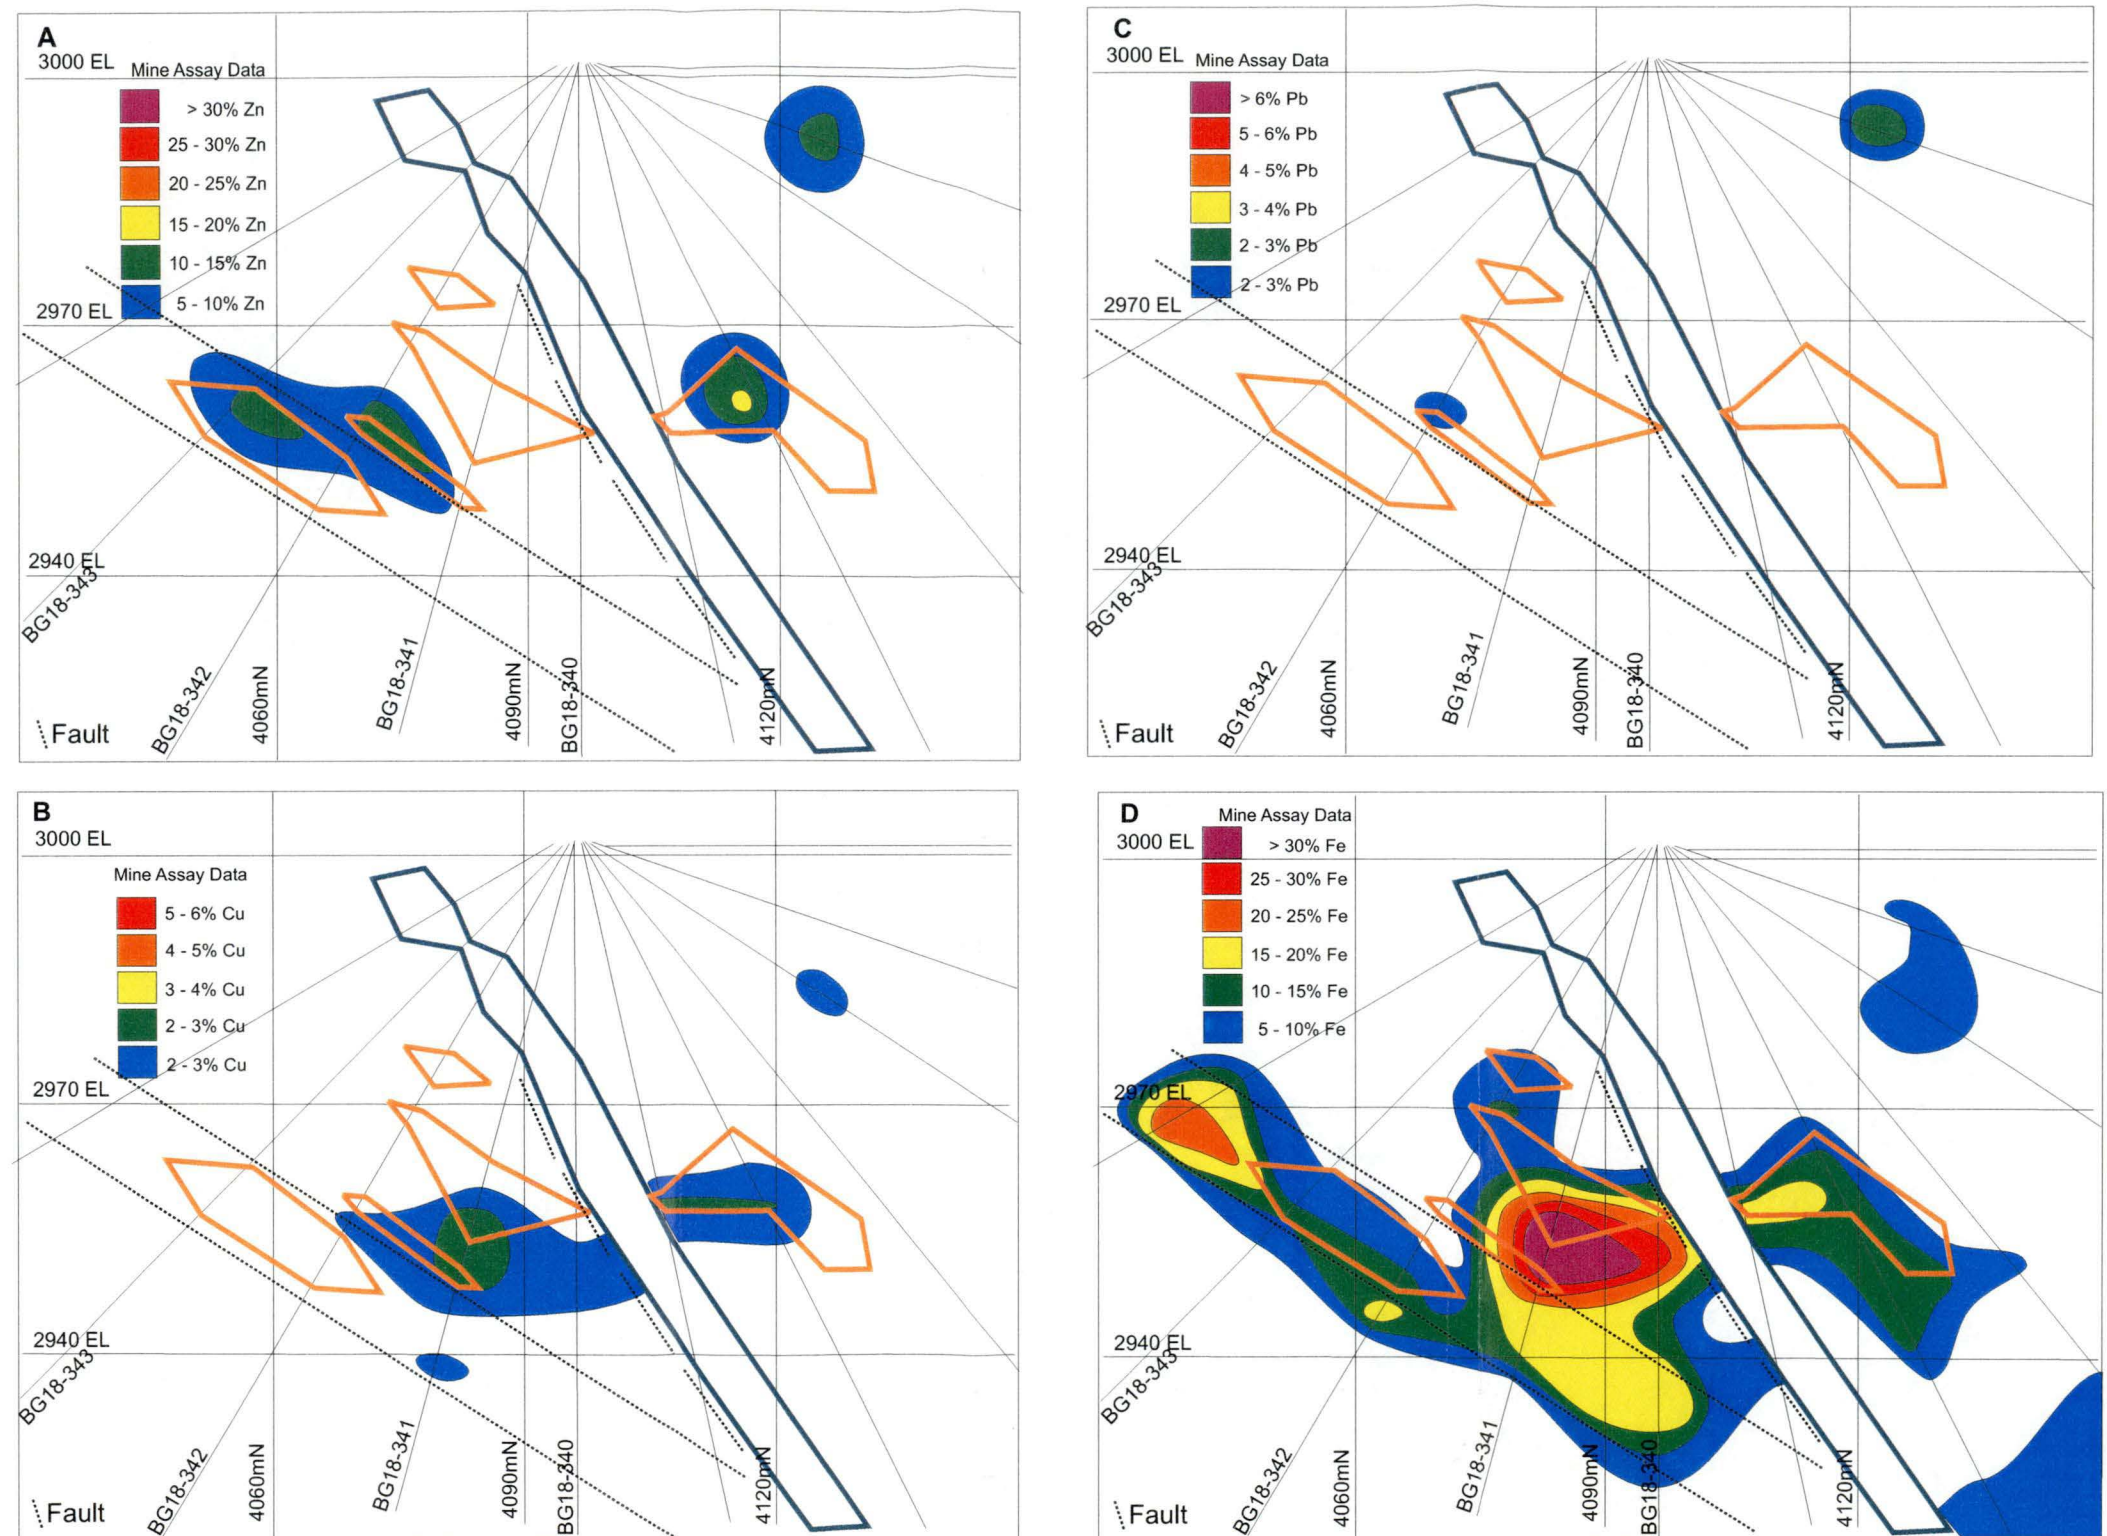 A
3000 EL
Mine Assay Data
> 30% Zn
25 - 30% Zn
20 - 25% Zn
15 - 20% Zn
10 - 15% Zn
5 - 10% Zn
2970 EL
2940 EL
BG18-343
BG18-342
4060mN
BG18-341
4090mN
BG18-340
4120mN
Fault
C
3000 EL
Mine Assay Data
> 6% Pb
5 - 6% Pb
4 - 5% Pb
3 - 4% Pb
2 - 3% Pb
2 - 3% Pb
2970 EL
2940 EL
BG18-343
BG18-342
4060mN
BG18-341
4090mN
BG18-340
4120mN
Fault
B
3000 EL
Mine Assay Data
5 - 6% Cu
4 - 5% Cu
3 - 4% Cu
2 - 3% Cu
2 - 3% Cu
2970 EL
2940 EL
BG18-343
BG18-342
4060mN
BG18-341
4090mN
BG18-340
4120mN
Fault
D
3000 EL
Mine Assay Data
> 30% Fe
25 - 30% Fe
20 - 25% Fe
15 - 20% Fe
10 - 15% Fe
5 - 10% Fe
2970 EL
2940 EL
BG18-343
BG18-342
4060mN
BG18-341
4090mN
BG18-340
4120mN
Fault